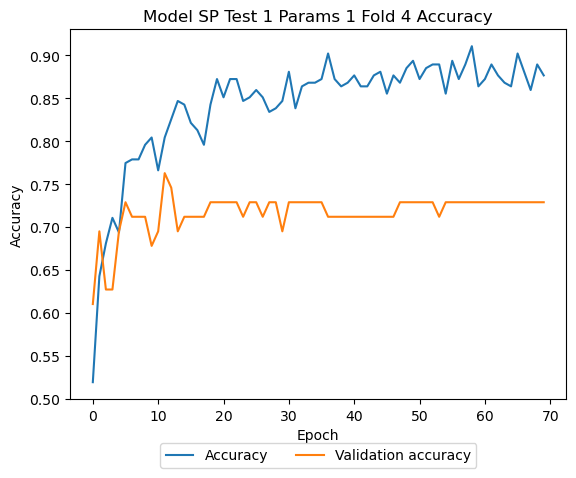 Model SP Test 1 Params 1 Fold 4 Accuracy
0.90
0.85
0.80
0.75
0.70
0.65
0.60
0.55
0.50
Accuracy
0 10 20 30 40 50 60 70
Epoch
Accuracy Validation accuracy